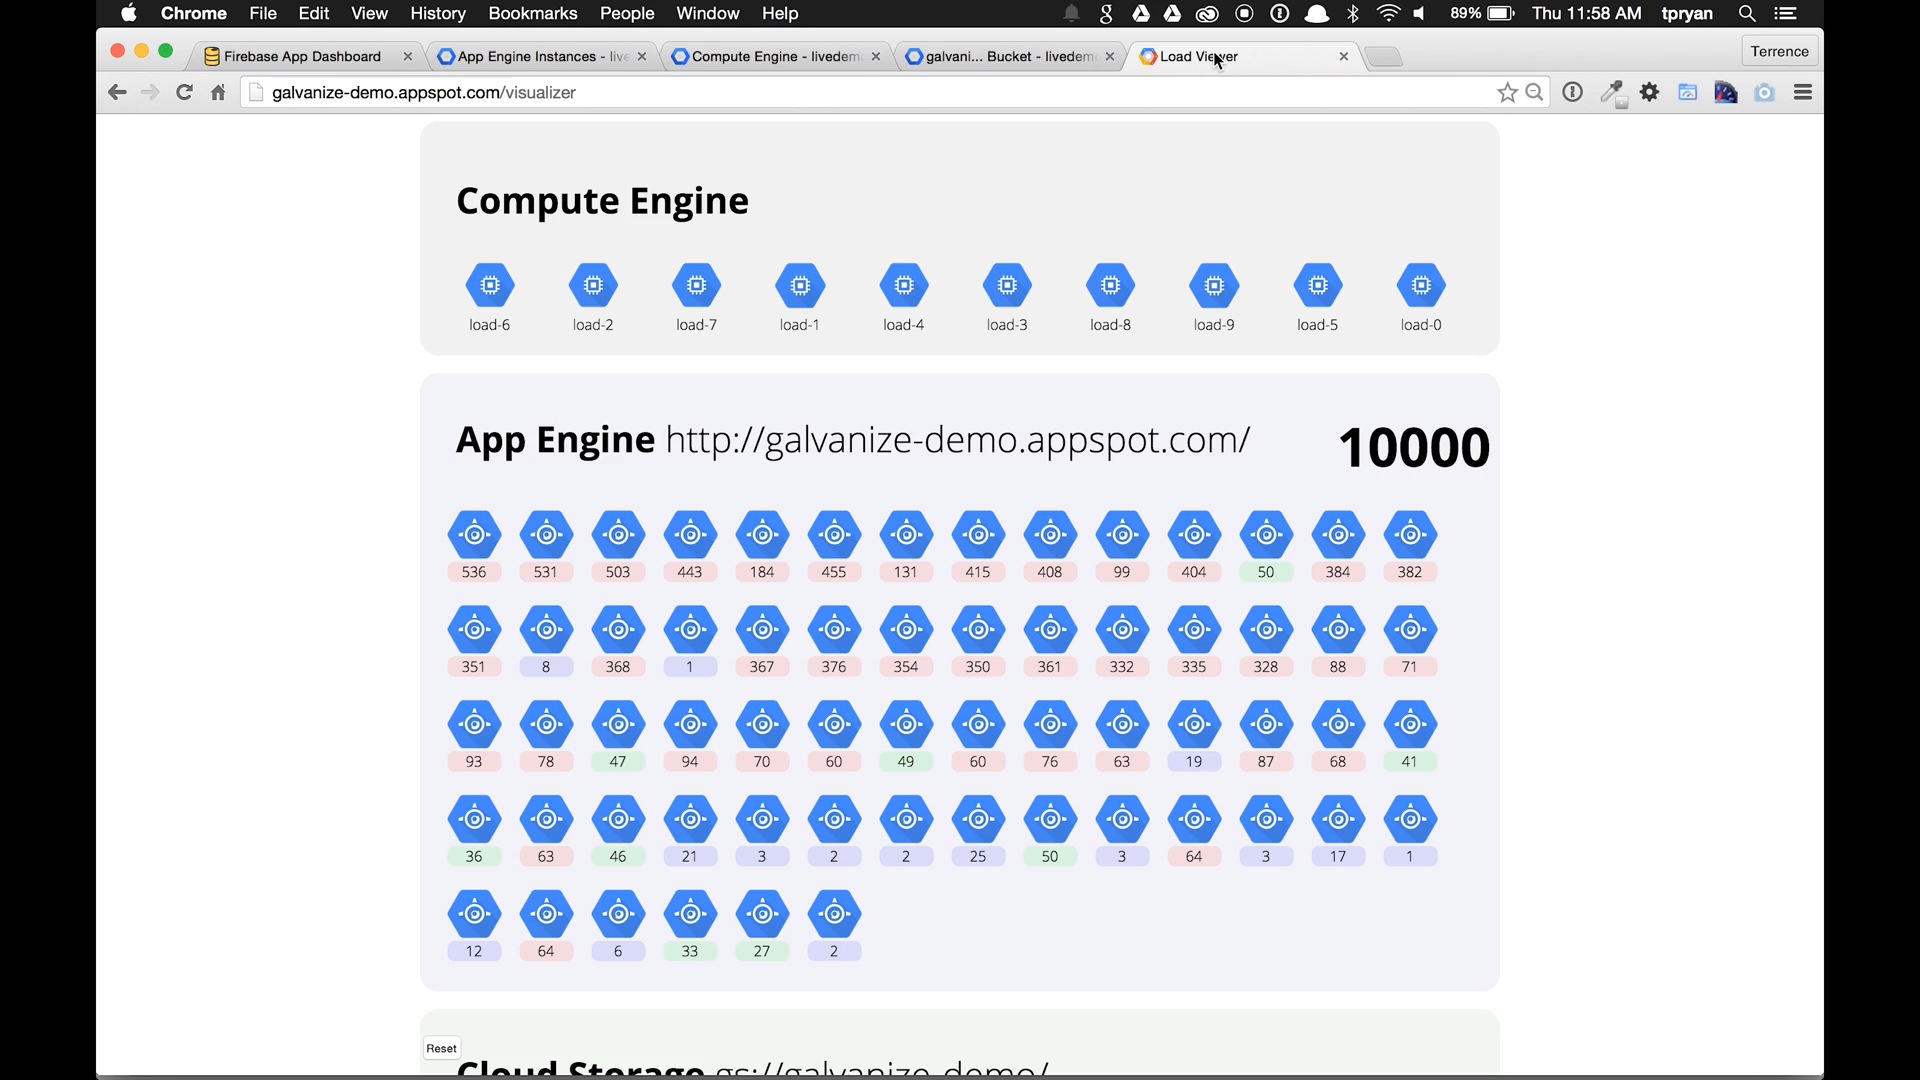 Chrome File Edit View History Bookmarks People Window Help 89% Thu 11:58 AM tpryan
Firebase App Dashboard App Engine Instances - live Compute Engine - livedem galvani... Bucket - livedem Load Viewer Terrence
galvanize-demo.appspot.com/visualizer
Compute Engine
load-6 load-2 load-7 load-1 load-4 load-3 load-8 load-9 load-5 load-0
App Engine http://galvanize-demo.appspot.com/ 10000
536 531 503 443 184 455 131 415 408 99 404 50 384 382
351 8 368 1 367 376 354 350 361 332 335 328 88 71
93 78 47 94 70 60 49 60 76 63 19 87 68 41
36 63 46 21 3 2 2 25 50 3 64 3 17 1
12 64 6 33 27 2
Reset
Cloud Storage gs://galvanize-demo/